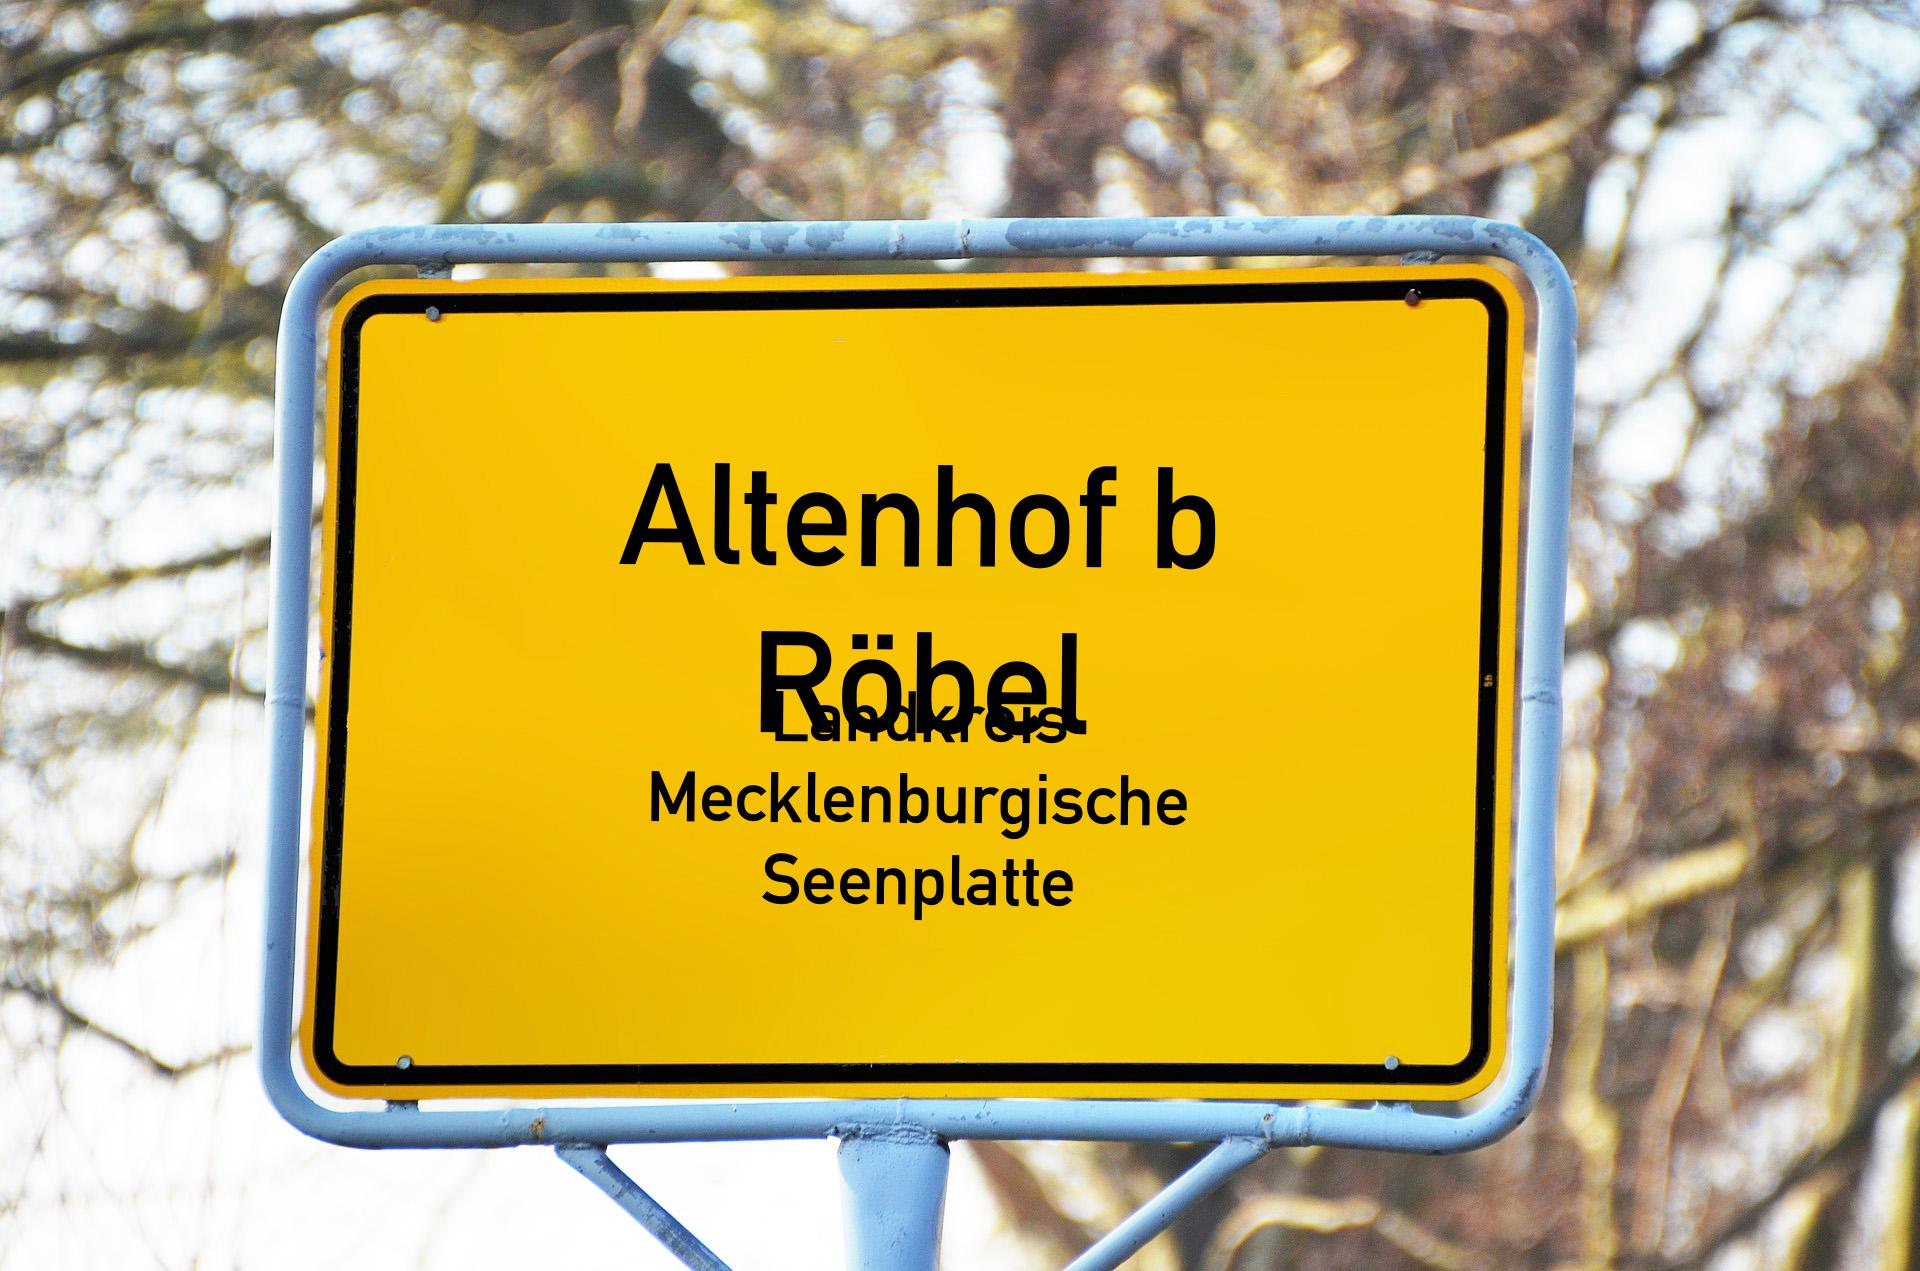 Altenhof b
Röbel
Landkreis
Mecklenburgische
Seenplatte